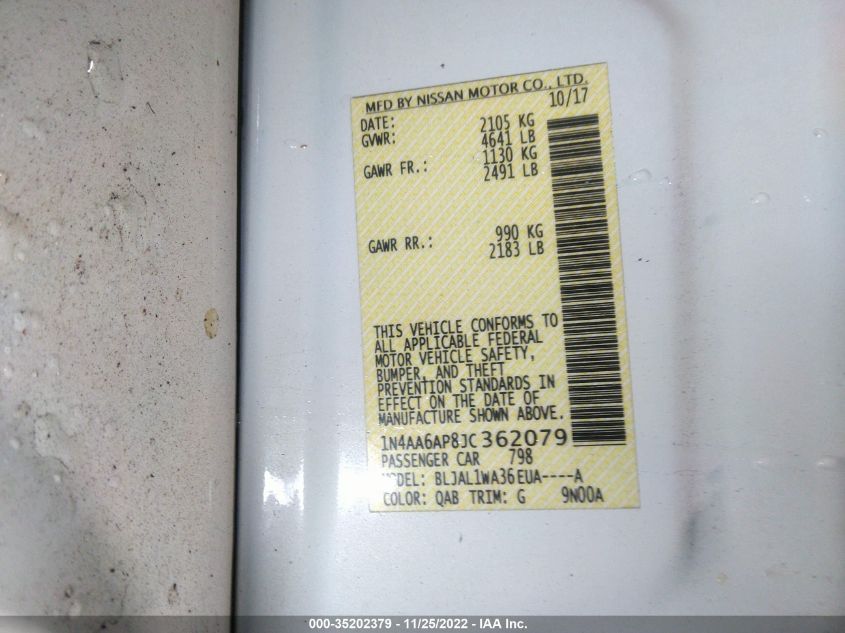 MFD BY NISSAN MOTOR CO., LTD.
DATE: 10/17
GVWR: 2105 KG
4641 LB
GAWR FR.: 1130 KG
2491 LB
GAWR RR.: 990 KG
2183 LB
THIS VEHICLE CONFORMS TO
ALL APPLICABLE FEDERAL
MOTOR VEHICLE SAFETY,
BUMPER, AND THEFT
PREVENTION STANDARDS IN
EFFECT ON THE DATE OF
MANUFACTURE SHOWN ABOVE.
1N4AA6AP8JC362079
PASSENGER CAR 798
MODEL: BLJAL1WA36EUA----A
COLOR: QAB TRIM: G 9N00A
000-35202379 - 11/25/2022 - IAA Inc.